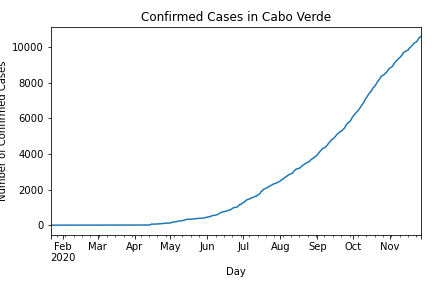 Confirmed Cases in Cabo Verde
Number of Confirmed Cases
10000
8000
6000
4000
2000
0
Feb Mar Apr May Jun Jul Aug Sep Oct Nov
2020
Day